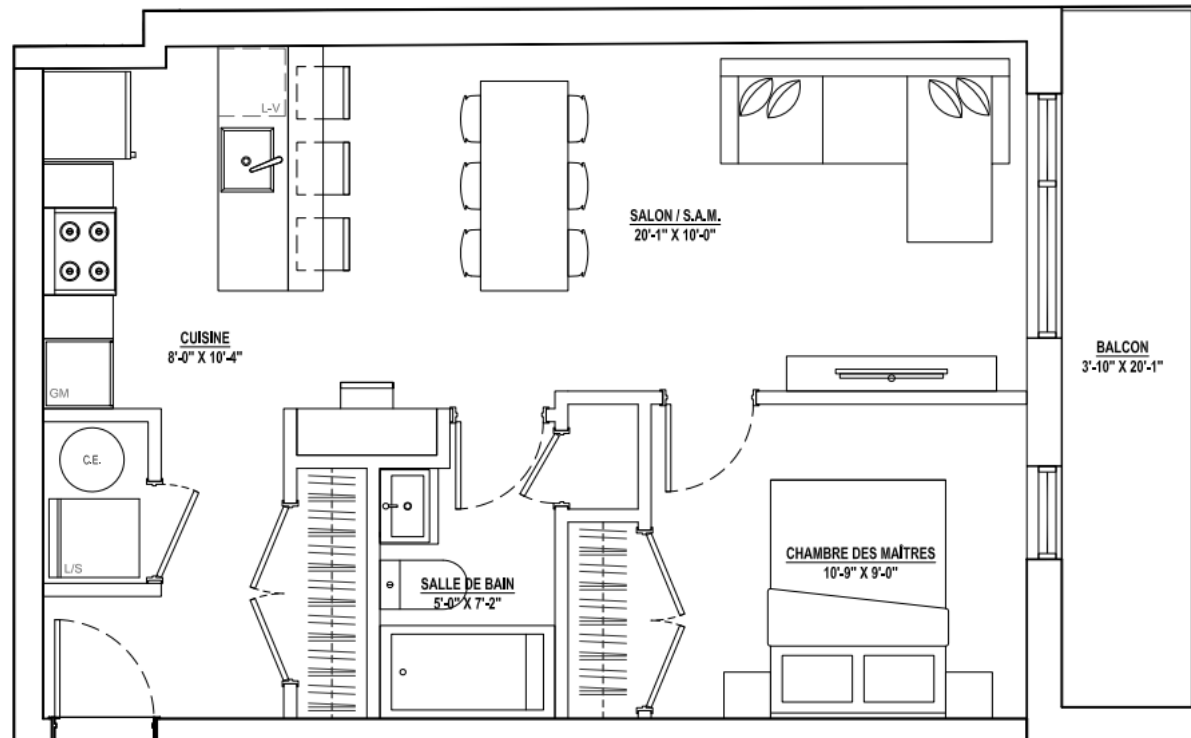 L-V
SALON / S.A.M.
20'-1" X 10'-0"
CUISINE
8'-0" X 10'-4"
BALCON
3'-10" X 20'-1"
GM
C.E.
L/S
SALLE DE BAIN
5'-0" X 7'-2"
CHAMBRE DES MAÎTRES
10'-9" X 9'-0"